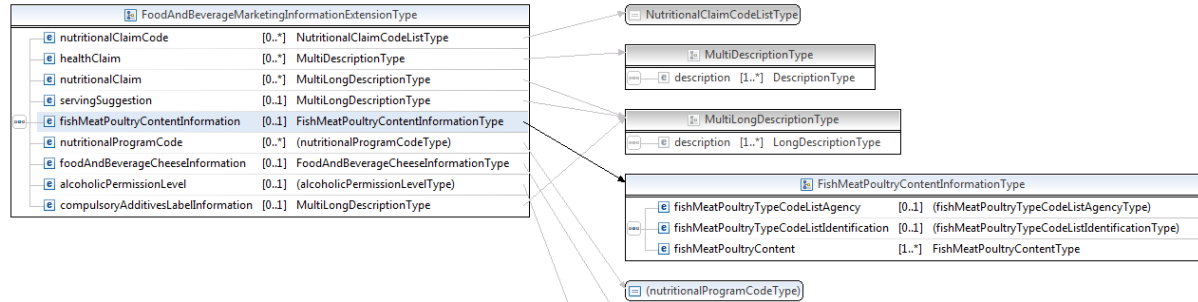 FoodAndBeverageMarketingInformationExtensionType
nutritionalClaimCode [0..*] NutritionalClaimCodeListType
healthClaim [0..*] MultiDescriptionType
nutritionalClaim [0..*] MultiLongDescriptionType
servingSuggestion [0..1] MultiLongDescriptionType
fishMeatPoultryContentInformation [0..1] FishMeatPoultryContentInformationType
nutritionalProgramCode [0..*] (nutritionalProgramCodeType)
foodAndBeverageCheeseInformation [0..1] FoodAndBeverageCheeseInformationType
alcoholicPermissionLevel [0..1] (alcoholicPermissionLevelType)
compulsoryAdditivesLabelInformation [0..1] MultiLongDescriptionType
NutritionalClaimCodeListType
MultiDescriptionType
description [1..*] DescriptionType
MultiLongDescriptionType
description [1..*] LongDescriptionType
FishMeatPoultryContentInformationType
fishMeatPoultryTypeCodeListAgency [0..1] (fishMeatPoultryTypeCodeListAgencyType)
fishMeatPoultryTypeCodeListIdentification [0..1] (fishMeatPoultryTypeCodeListIdentificationType)
fishMeatPoultryContent [1..*] FishMeatPoultryContentType
(nutritionalProgramCodeType)